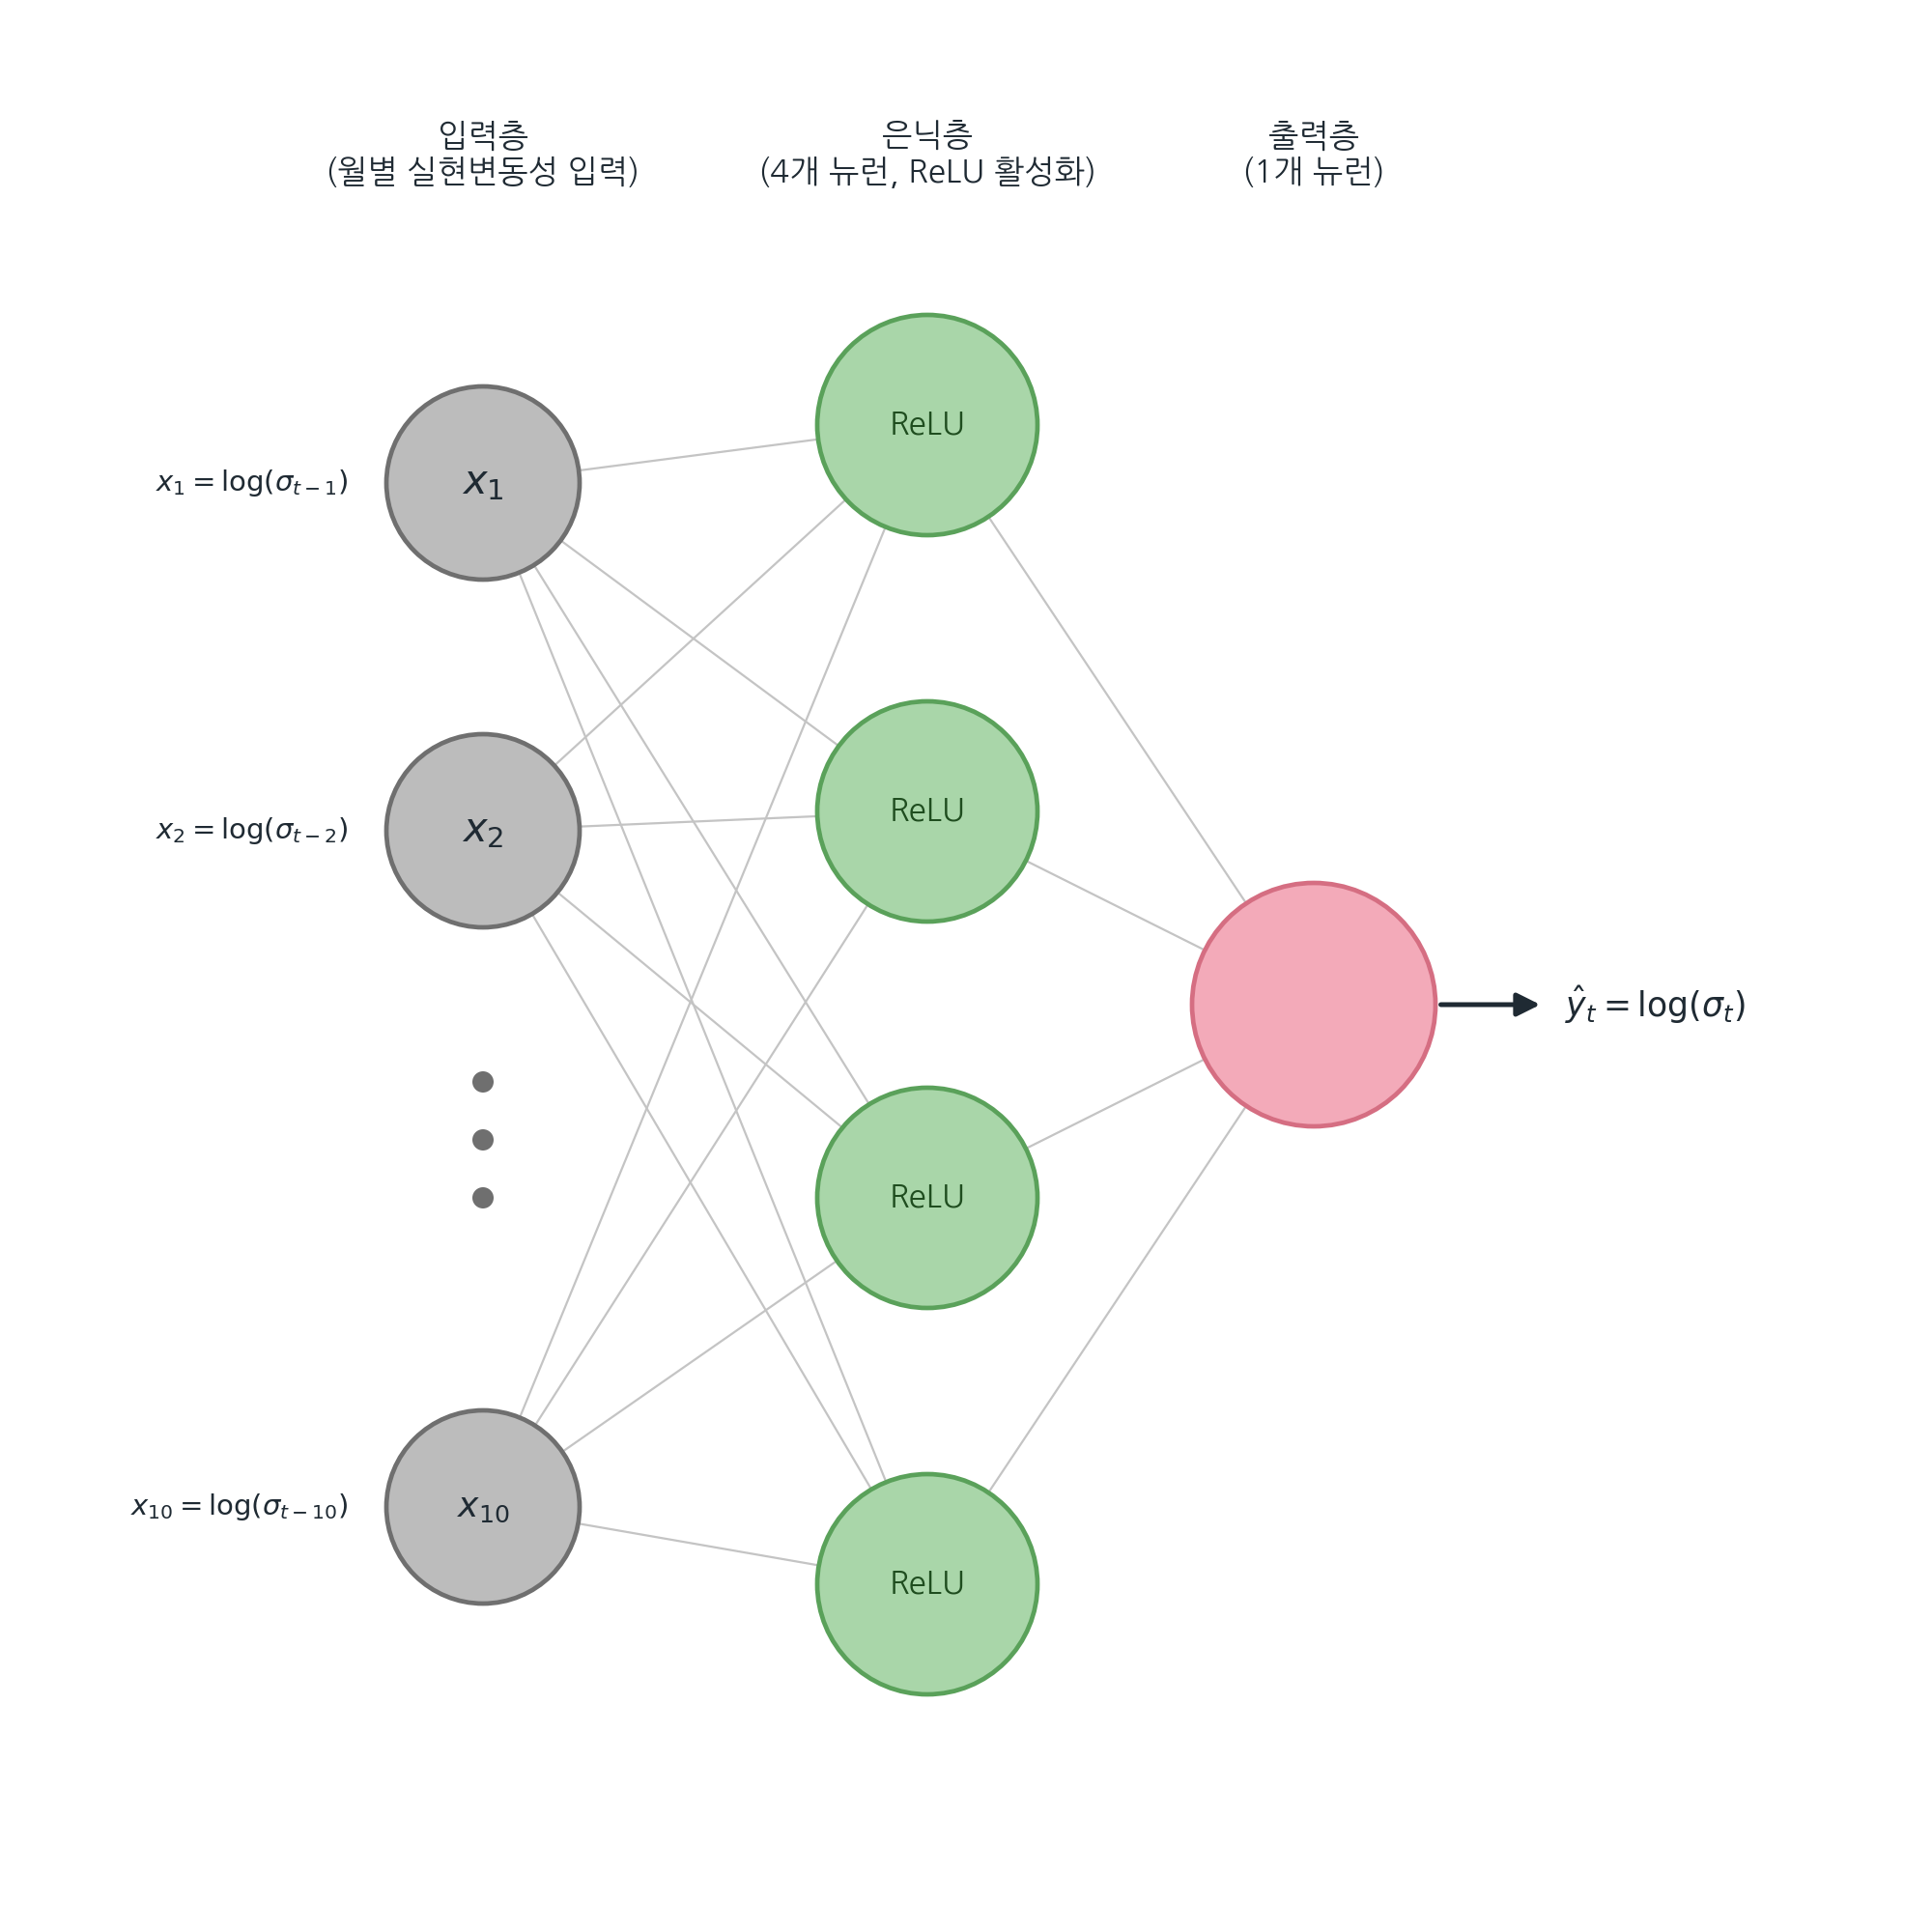 입력층
(월별 실현변동성 입력)
은닉층
(4개 뉴런, ReLU 활성화)
출력층
(1개 뉴런)
x₁ = log(σₜ₋₁)
x₁
x₂ = log(σₜ₋₂)
x₂
x₁₀ = log(σₜ₋₁₀)
x₁₀
ReLU
ReLU
ReLU
ReLU
ŷₜ = log(σₜ)